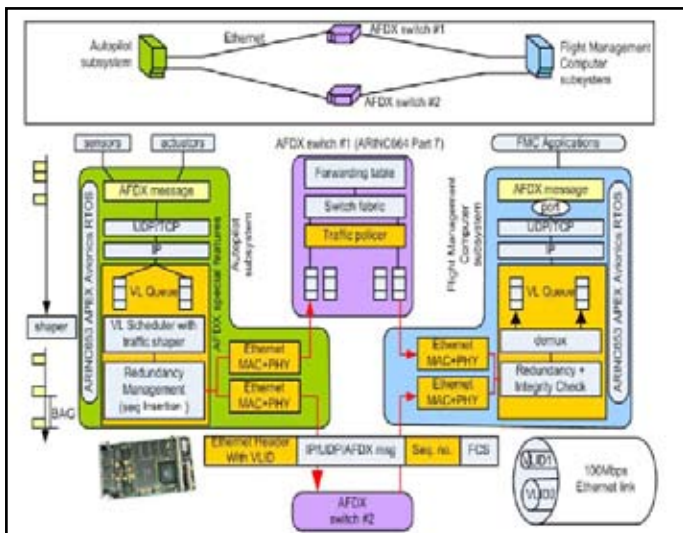 Autopilot
subsystem
Ethernet
AFDX switch #1
AFDX switch #2
Flight Management
Computer
subsystem
sensors
actuators
AFDX switch #1 (ARINC664 Part 7)
FMC Applications
AFDX message
UDP/TCP
IP
VL Queue
VL Scheduler with
traffic shaper
Redundancy
Management
(seq Insertion )
ARINC653 APEX Avionics RTOS
AFDX special features
Autopilot
subsystem
shaper
BAG
Forwarding table
Switch fabric
Traffic policer
Ethernet
MAC+PHY
Ethernet
MAC+PHY
Flight Management
Computer subsystem
Ethernet
MAC+PHY
Ethernet
MAC+PHY
AFDX message
port
UDP/TCP
IP
VL Queue
demux
Redundancy +
Integrity Check
ARINC653 APEX Avionics RTOS
Ethernet Header
With VLID
IP/UDP/AFDX msg
Seq. no.
FCS
AFDX
switch #2
VLID1
VLID2
100Mbps
Ethernet link